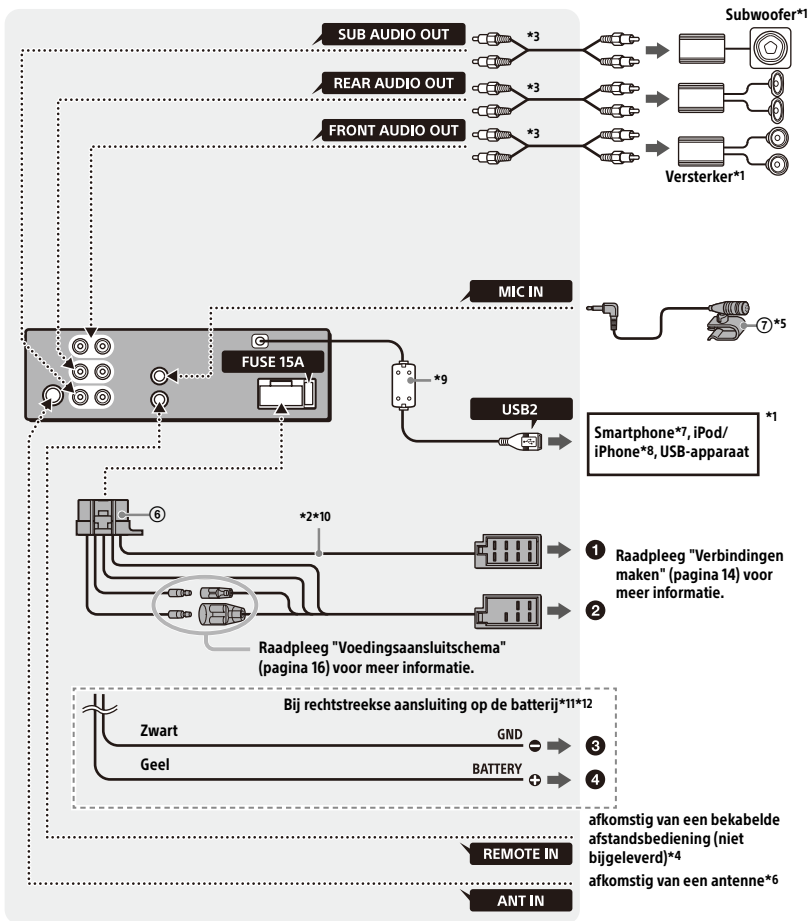 Subwoofer*1
SUB AUDIO OUT
*3
REAR AUDIO OUT
*3
FRONT AUDIO OUT
*3
Versterker*1
MIC IN
⑦*5
FUSE 15A
*9
USB2
*1
Smartphone*7, iPod/
iPhone*8, USB-apparaat
⑥
*2*10
❶
Raadpleeg "Verbindingen
maken" (pagina 14) voor
meer informatie.
❷
Raadpleeg "Voedingsaansluitschema"
(pagina 16) voor meer informatie.
Bij rechtstreekse aansluiting op de batterij*11*12
Zwart
GND
❸
Geel
BATTERY
❹
afkomstig van een bekabelde
afstandsbediening (niet
bijgeleverd)*4
REMOTE IN
afkomstig van een antenne*6
ANT IN